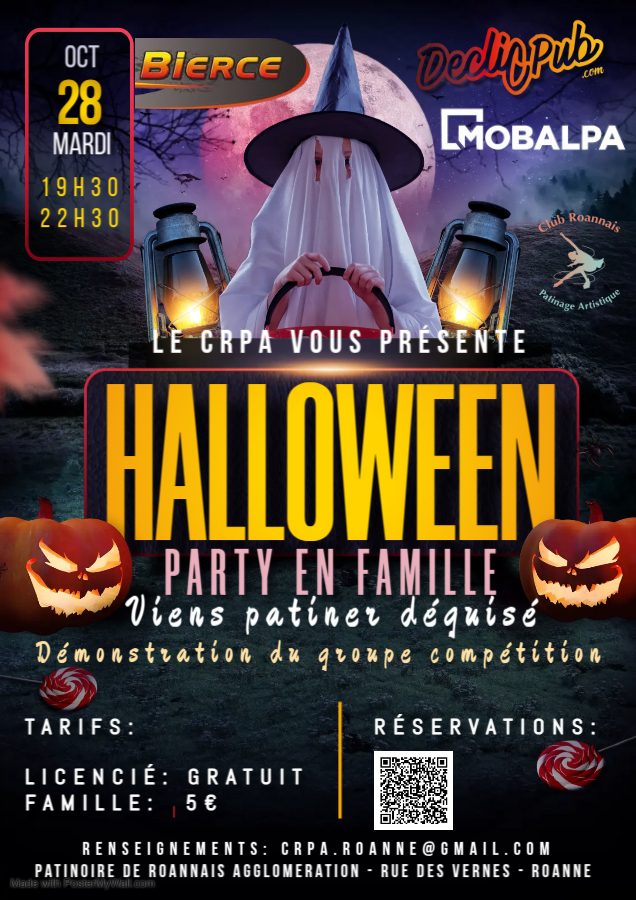 OCT
28
MARDI
19H30
22H30
BIERCE
DeclicPub
.com
MOBALPA
Club Roannais
Patinage Artistique
LE CRPA VOUS PRÉSENTE
HALLOWEEN
PARTY EN FAMILLE
Viens patiner déguisé
Démonstration du groupe compétition
TARIFS:
RÉSERVATIONS:
LICENCIÉ: GRATUIT
FAMILLE: 5€
RENSEIGNEMENTS: CRPA.ROANNE@GMAIL.COM
PATINOIRE DE ROANNAIS AGGLOMERATION - RUE DES VERNES - ROANNE
Made with PosterMyWall.com